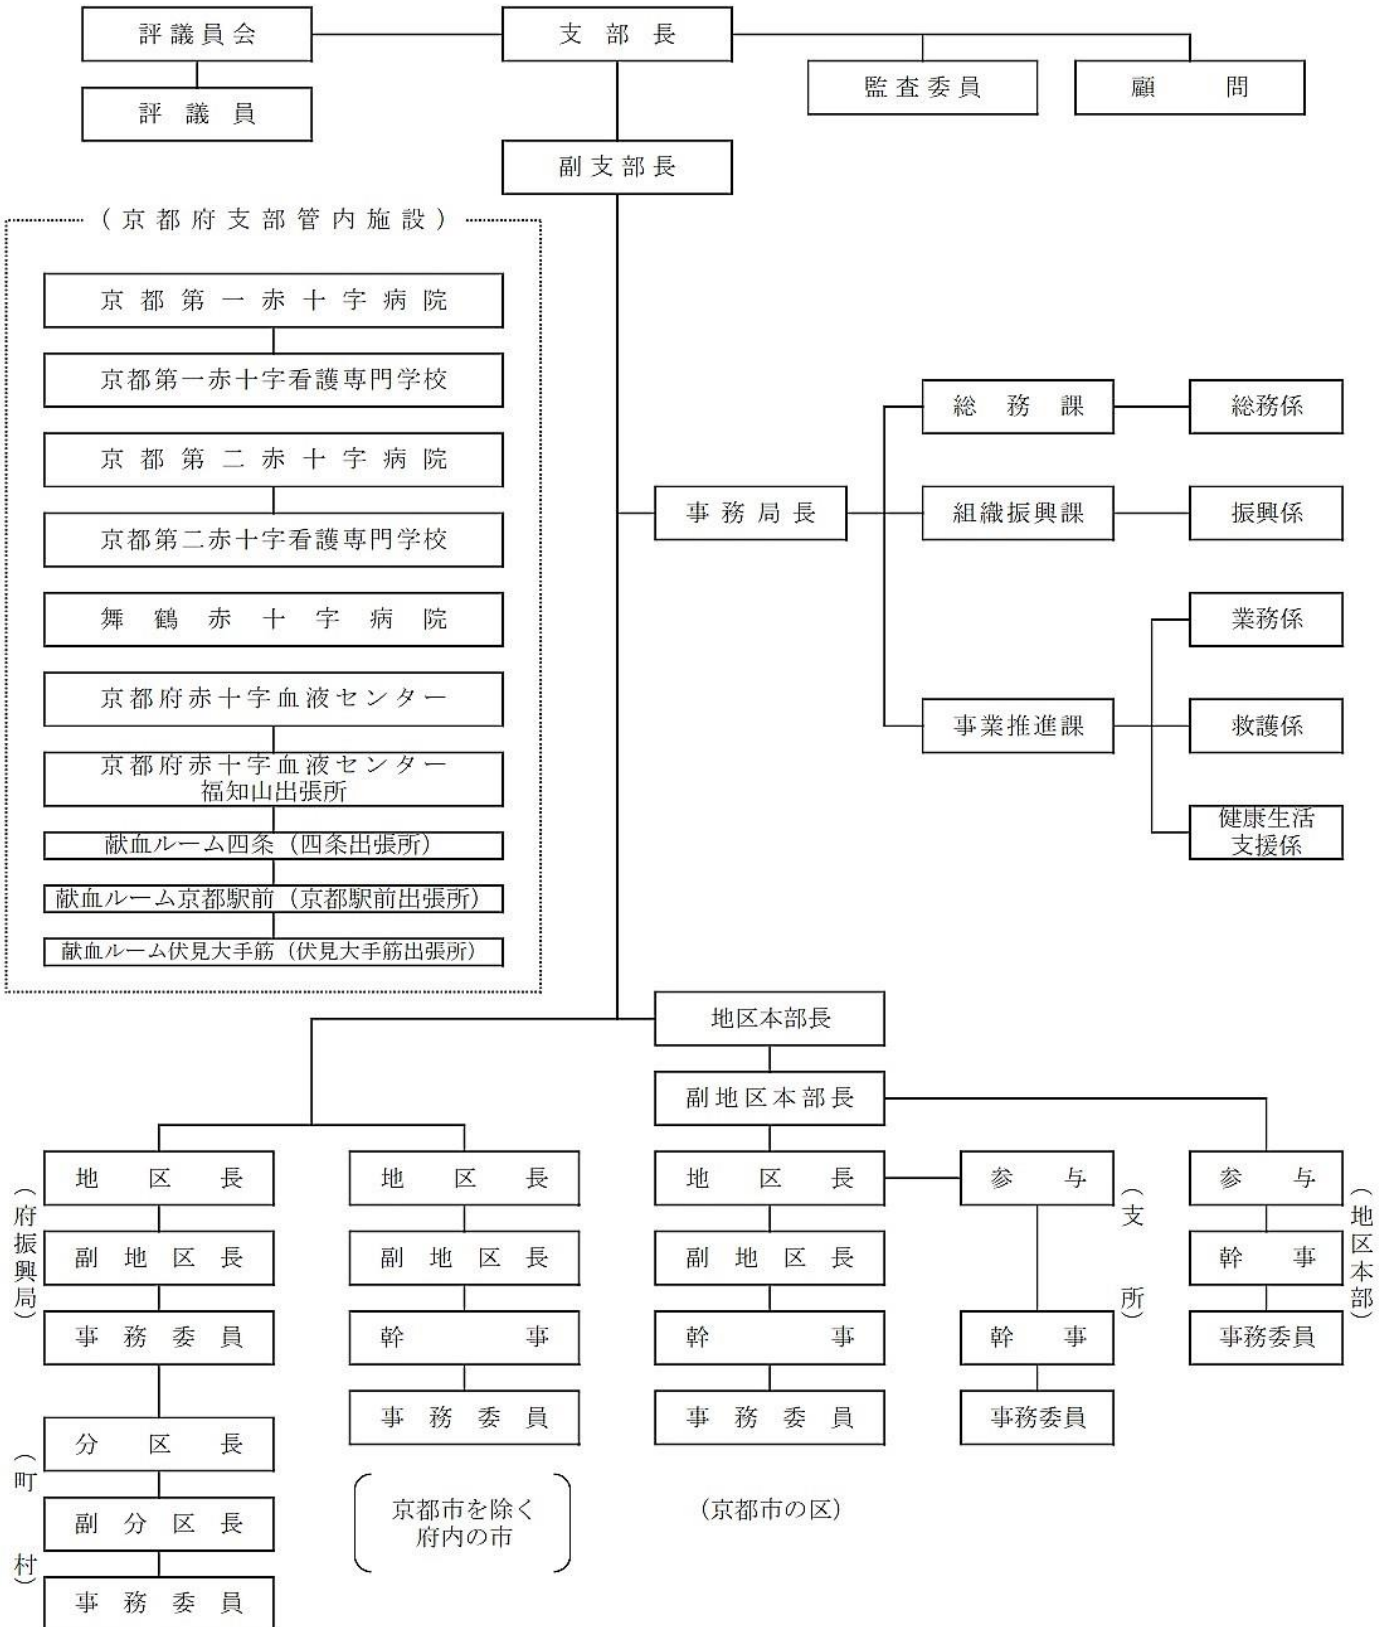 評議員会
支部長
監査委員
顧問
評議員
副支部長
(京都府支部管内施設)
京都第一赤十字病院
京都第一赤十字看護専門学校
京都第二赤十字病院
京都第二赤十字看護専門学校
舞鶴赤十字病院
京都府赤十字血液センター
京都府赤十字血液センター
福知山出張所
献血ルーム四条(四条出張所)
献血ルーム京都駅前(京都駅前出張所)
献血ルーム伏見大手筋(伏見大手筋出張所)
事務局長
総務課
総務係
組織振興課
振興係
事業推進課
業務係
救護係
健康生活
支援係
地区本部長
副地区本部長
地区長
副地区長
事務委員
(府振興局)
分区長
副分区長
事務委員
(町村)
地区長
副地区長
幹事
事務委員
京都市を除く
府内の市
地区長
副地区長
幹事
事務委員
(京都市の区)
参与
幹事
事務委員
(支所)
参与
幹事
事務委員
(地区本部)